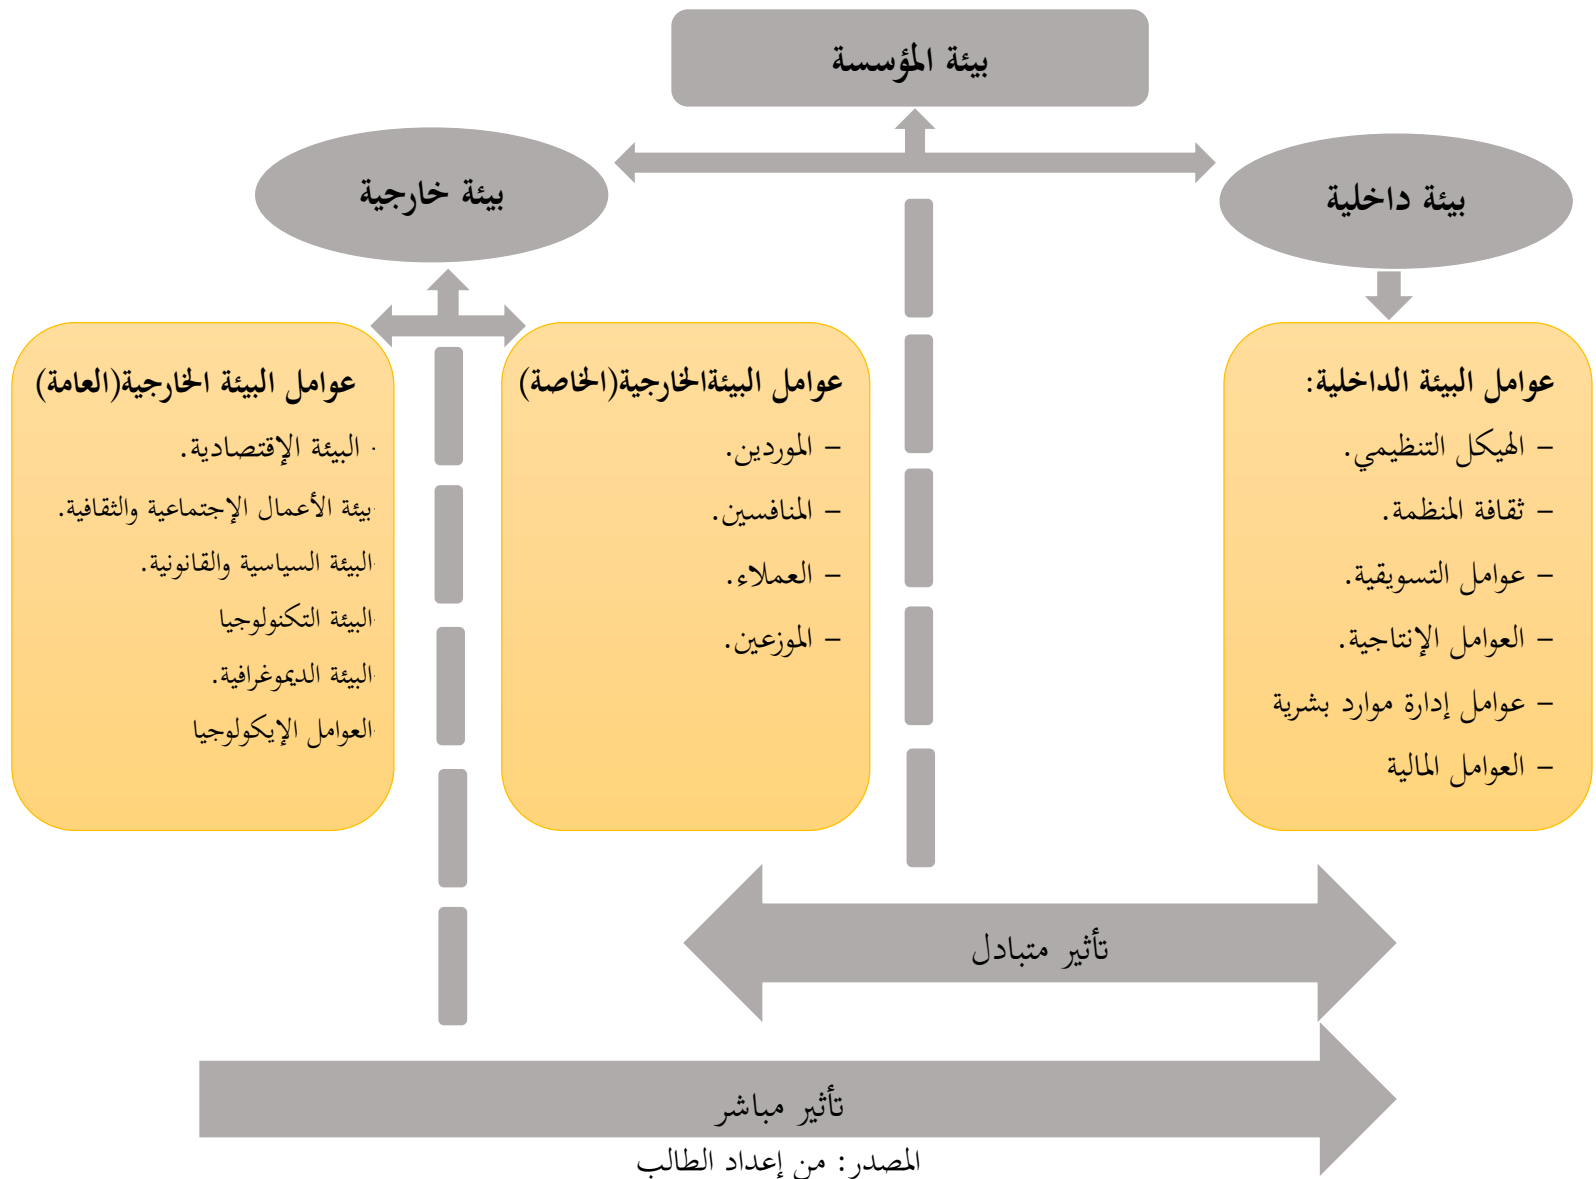 بيئة المؤسسة
بيئة داخلية
بيئة خارجية
عوامل البيئة الداخلية:
– الهيكل التنظيمي.
– ثقافة المنظمة.
– عوامل التسويقية.
– العوامل الإنتاجية.
– عوامل إدارة موارد بشرية
– العوامل المالية
عوامل البيئةالخارجية(الخاصة)
– الموردين.
– المنافسين.
– العملاء.
– الموزعين.
عوامل البيئة الخارجية(العامة)
البيئة الإقتصادية.
بيئة الأعمال الإجتماعية والثقافية.
البيئة السياسية والقانونية.
البيئة التكنولوجيا
البيئة الديموغرافية.
العوامل الإيكولوجيا
تأثير متبادل
تأثير مباشر
المصدر: من إعداد الطالب